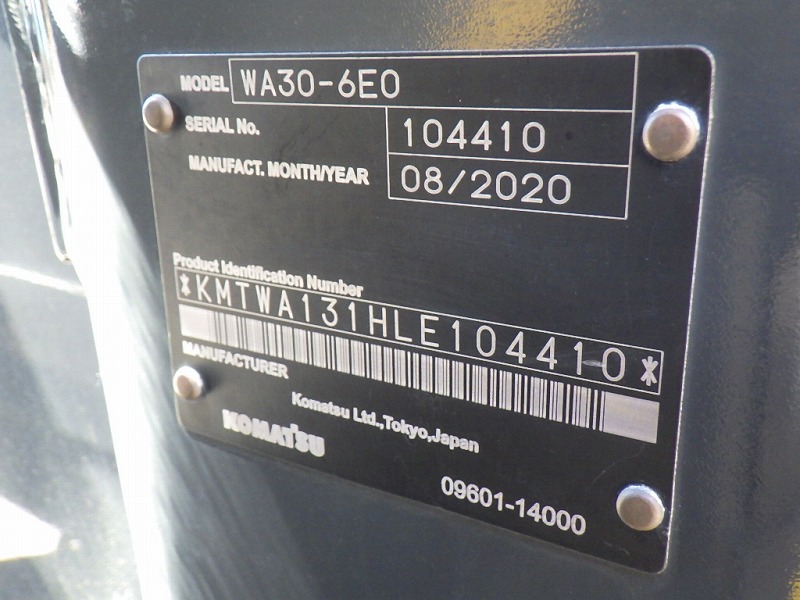 MODEL WA30-6E0
SERIAL No. 104410
MANUFACT. MONTH/YEAR 08/2020
Product Identification Number
*KMTWA131HLE104410*
MANUFACTURER
Komatsu Ltd.,Tokyo,Japan
KOMATSU
09601-14000